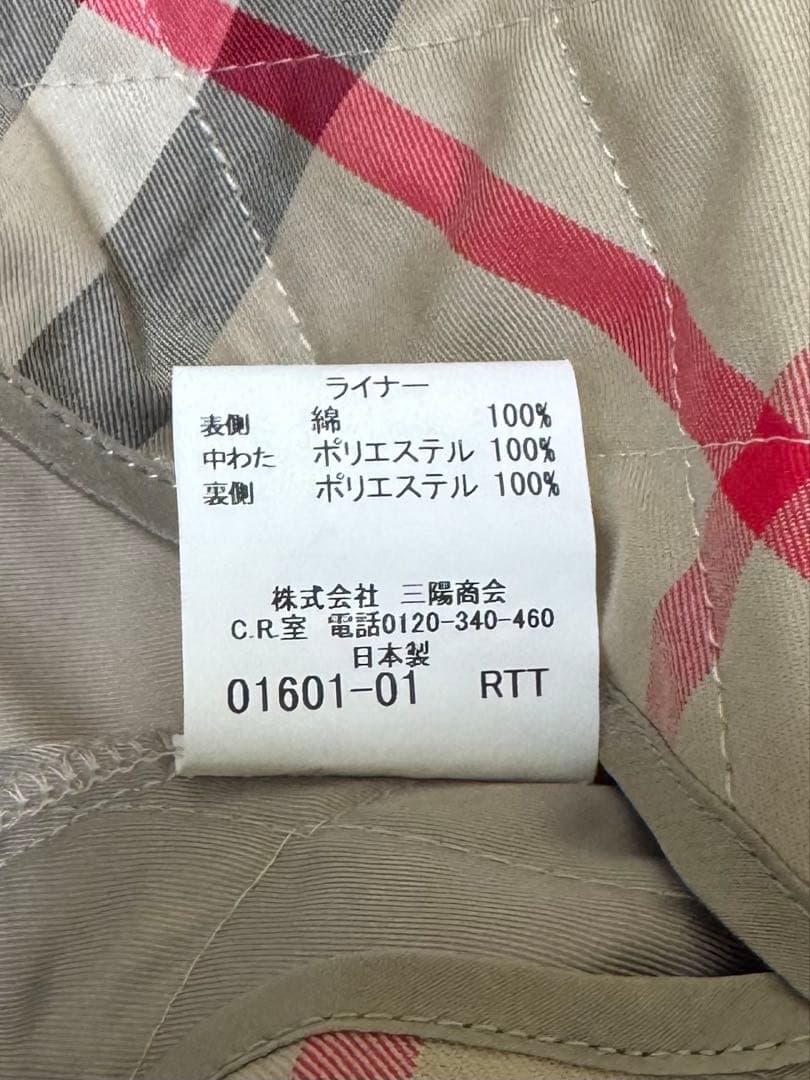 ライナー
表側 綿 100%
中わた ポリエステル 100%
裏側 ポリエステル 100%
株式会社 三陽商会
C.R.室 電話0120-340-460
日本製
01601-01 RTT